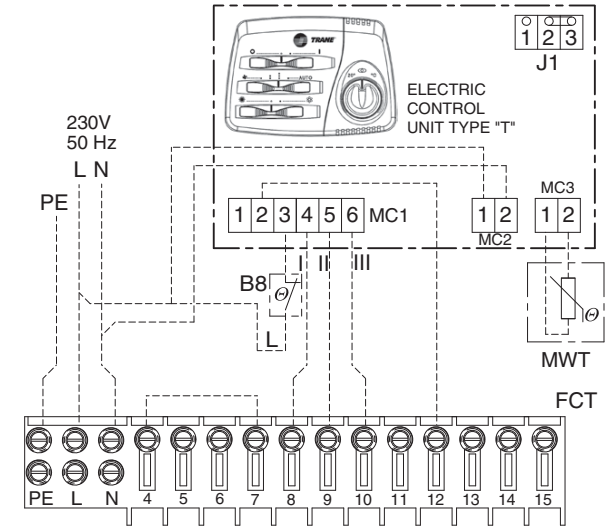 TRANE
AUTO
1 2 3
J1
ELECTRIC
CONTROL
UNIT TYPE "T"
230V
50 Hz
L N
PE
1 2 3 4 5 6 MC1
1 2
MC2
MC3
1 2
B8
Θ
I II III
L
Θ
MWT
FCT
PE L N 4 5 6 7 8 9 10 11 12 13 14 15